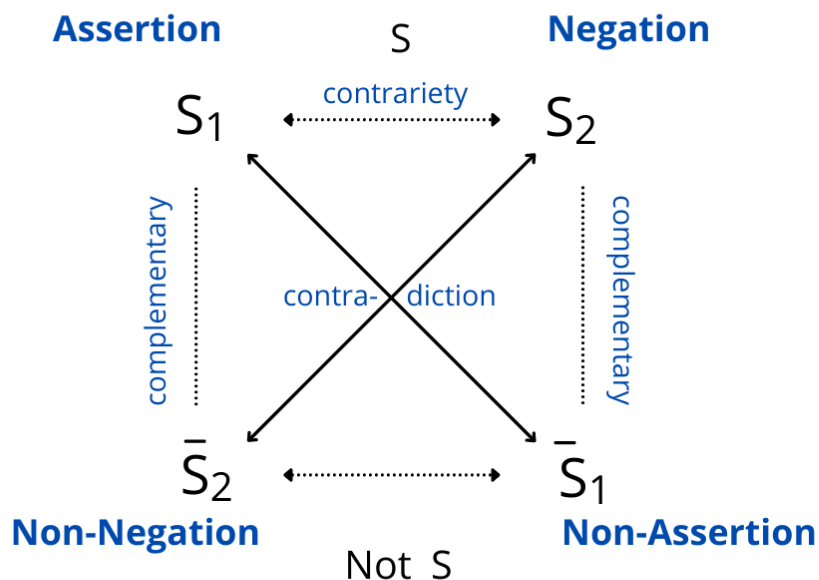 Assertion
S
Negation
contrariety
S₁
S₂
complementary
complementary
contra- diction
S̅₂
S̅₁
Non-Negation
Non-Assertion
Not S